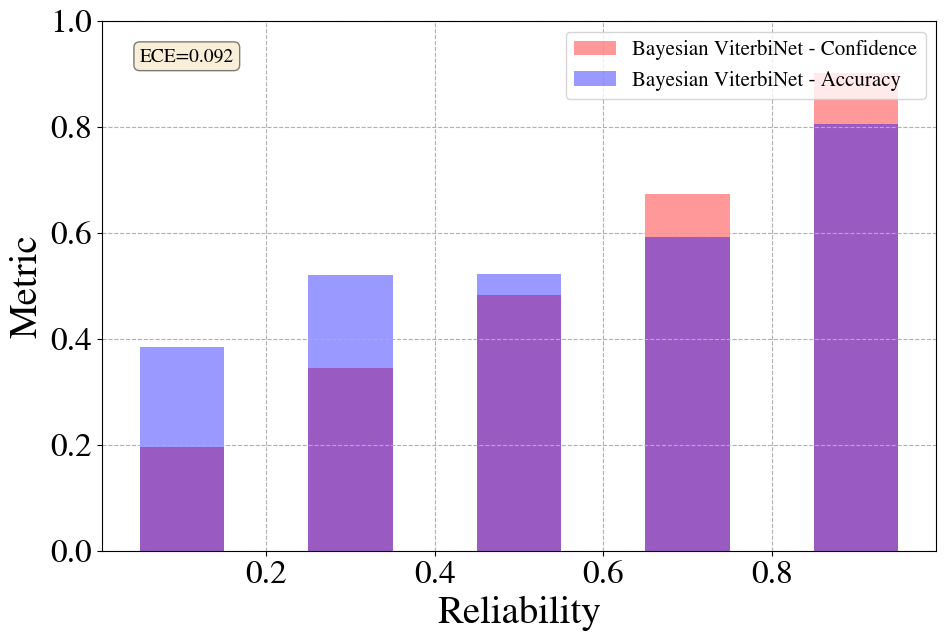 ECE=0.092
Bayesian ViterbiNet - Confidence
Bayesian ViterbiNet - Accuracy
1.0
0.8
0.6
0.4
0.2
0.0
Metric
0.2 0.4 0.6 0.8
Reliability